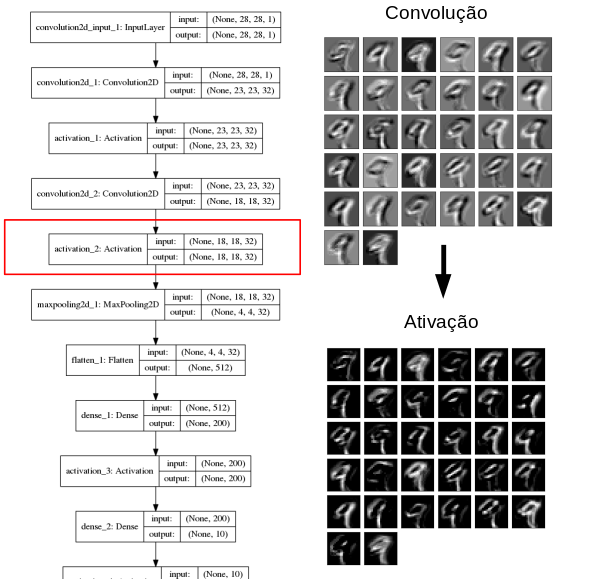 convolution2d_input_1: InputLayer
input: (None, 28, 28, 1)
output: (None, 28, 28, 1)
convolution2d_1: Convolution2D
input: (None, 28, 28, 1)
output: (None, 23, 23, 32)
activation_1: Activation
input: (None, 23, 23, 32)
output: (None, 23, 23, 32)
convolution2d_2: Convolution2D
input: (None, 23, 23, 32)
output: (None, 18, 18, 32)
activation_2: Activation
input: (None, 18, 18, 32)
output: (None, 18, 18, 32)
maxpooling2d_1: MaxPooling2D
input: (None, 18, 18, 32)
output: (None, 4, 4, 32)
flatten_1: Flatten
input: (None, 4, 4, 32)
output: (None, 512)
dense_1: Dense
input: (None, 512)
output: (None, 200)
activation_3: Activation
input: (None, 200)
output: (None, 200)
dense_2: Dense
input: (None, 200)
output: (None, 10)
input: (None, 10)
Convolução
Ativação